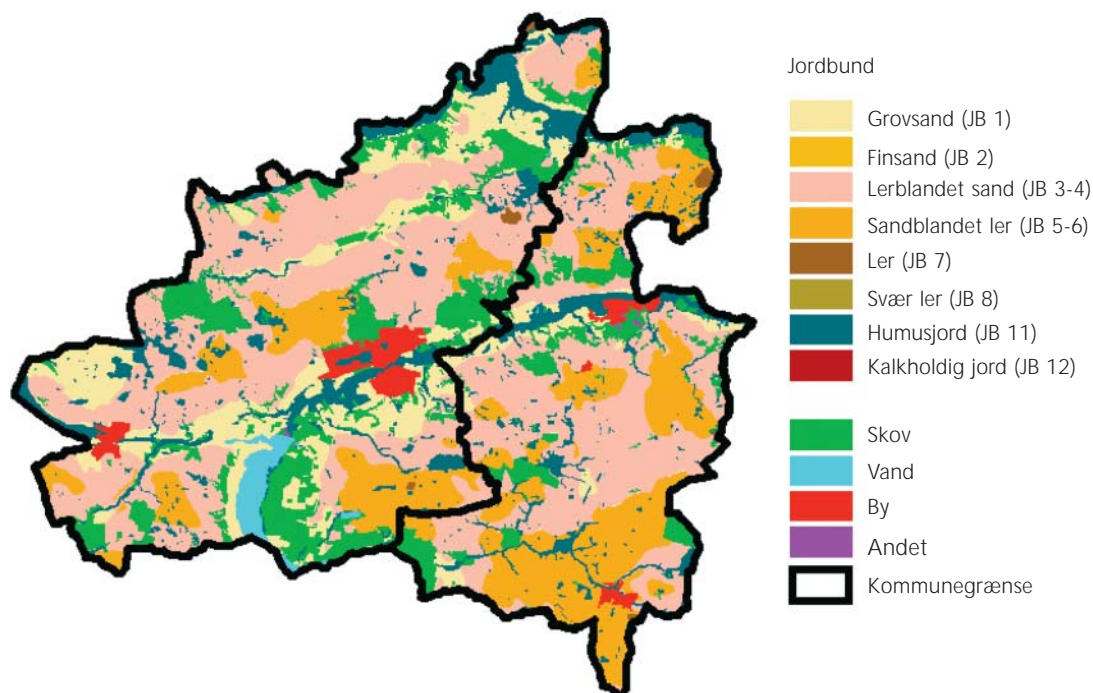 Jordbund
Grovsand (JB 1)
Finsand (JB 2)
Lerblandet sand (JB 3-4)
Sandblandet ler (JB 5-6)
Ler (JB 7)
Svær ler (JB 8)
Humusjord (JB 11)
Kalkholdig jord (JB 12)
Skov
Vand
By
Andet
Kommunegrænse